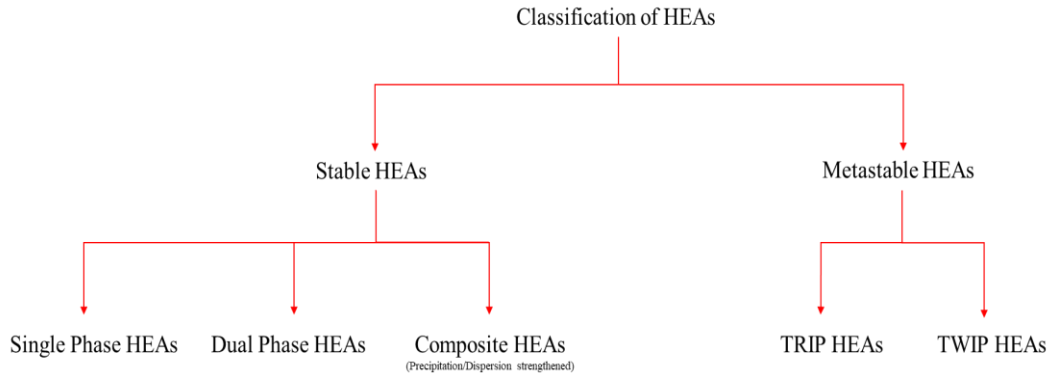 Classification of HEAs
Stable HEAs
Metastable HEAs
Single Phase HEAs
Dual Phase HEAs
Composite HEAs
(Precipitation/Dispersion strengthened)
TRIP HEAs
TWIP HEAs